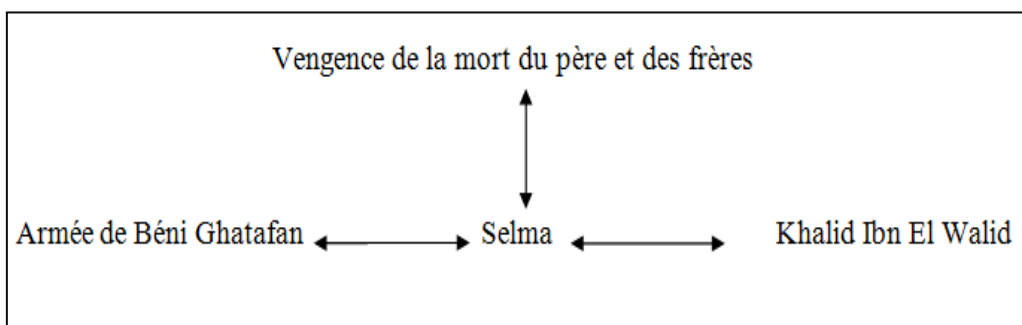 Vengence de la mort du père et des frères
Armée de Béni Ghatafan Selma Khalid Ibn El Walid